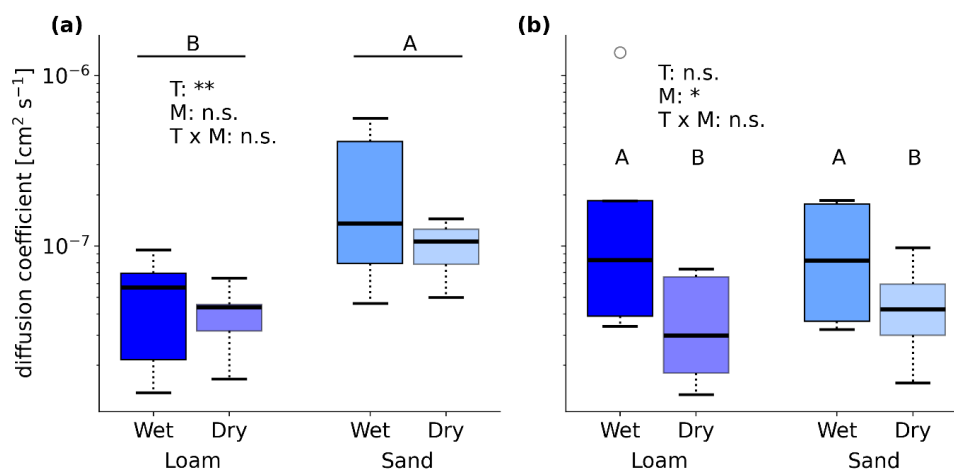 (a)
B
A
T: **
M: n.s.
T x M: n.s.
10⁻⁶
10⁻⁷
diffusion coefficient [cm² s⁻¹]
Wet Dry Wet Dry
Loam Sand
(b)
T: n.s.
M: *
T x M: n.s.
A B A B
Wet Dry Wet Dry
Loam Sand